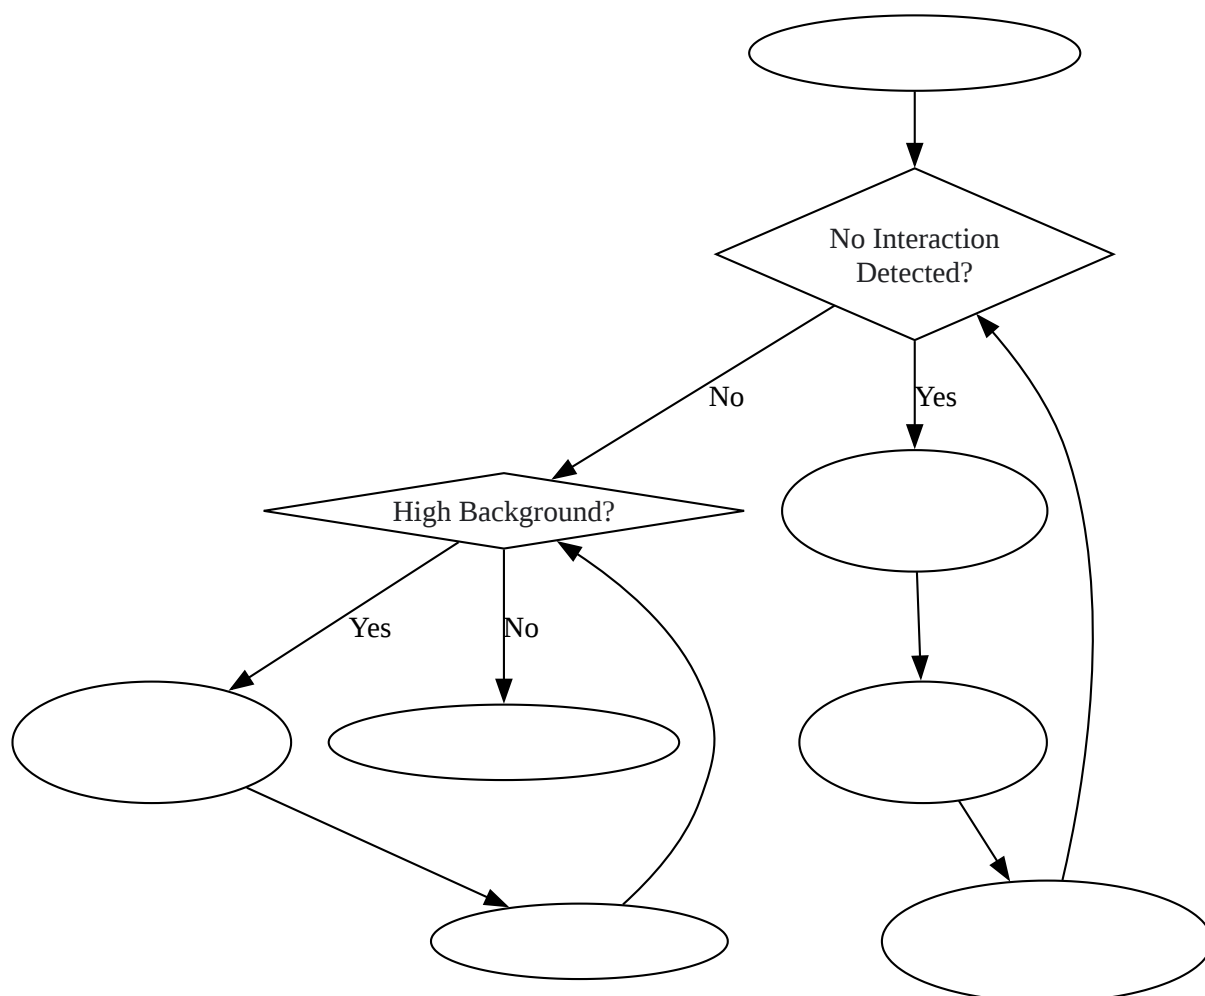 No Interaction
Detected?
No
Yes
High Background?
Yes
No